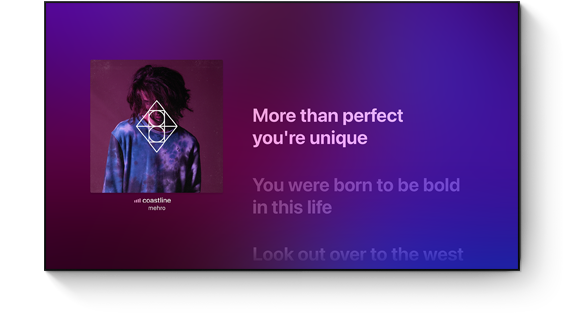 coastline
mehro
More than perfect
you're unique
You were born to be bold
in this life
Look out over to the west